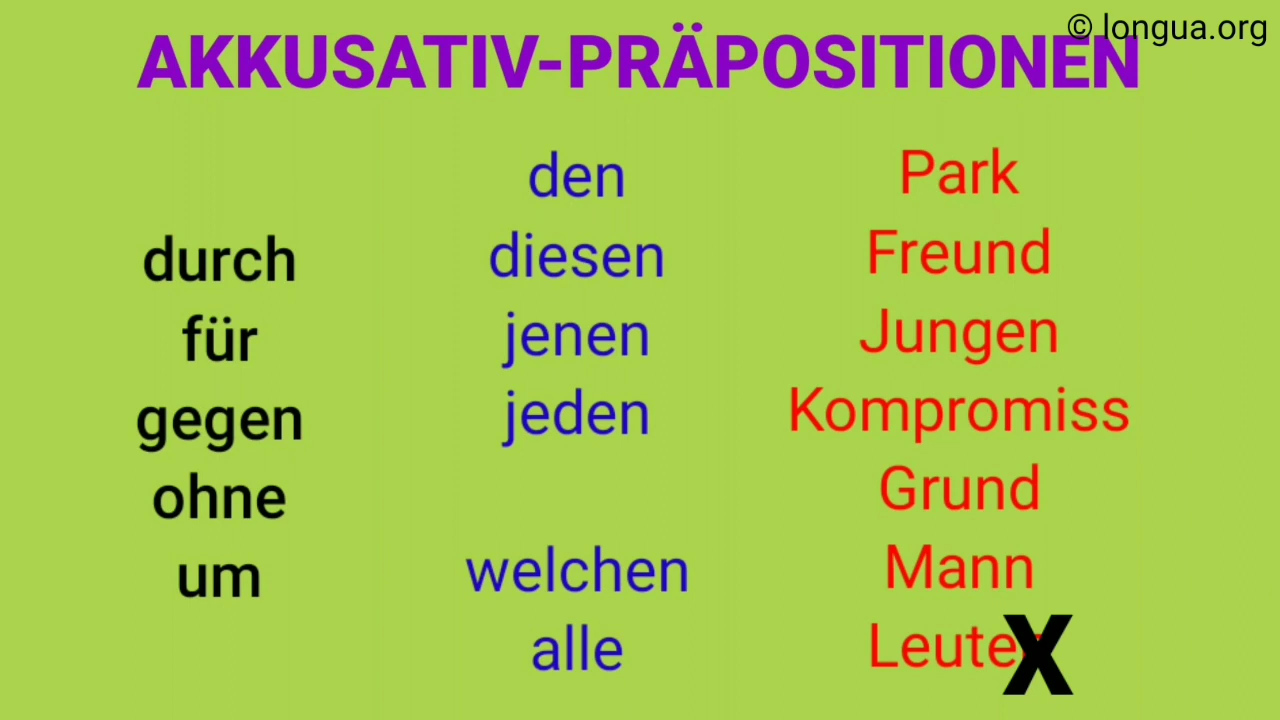 © longua.org
AKKUSATIV-PRÄPOSITIONEN
den Park
durch diesen Freund
für jenen Jungen
gegen jeden Kompromiss
ohne Grund
um welchen Mann
alle Leute
X